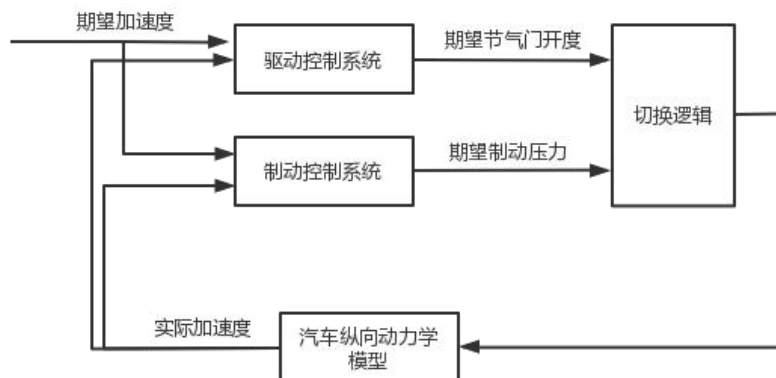 期望加速度
驱动控制系统
期望节气门开度
切换逻辑
制动控制系统
期望制动压力
实际加速度
汽车纵向动力学
模型